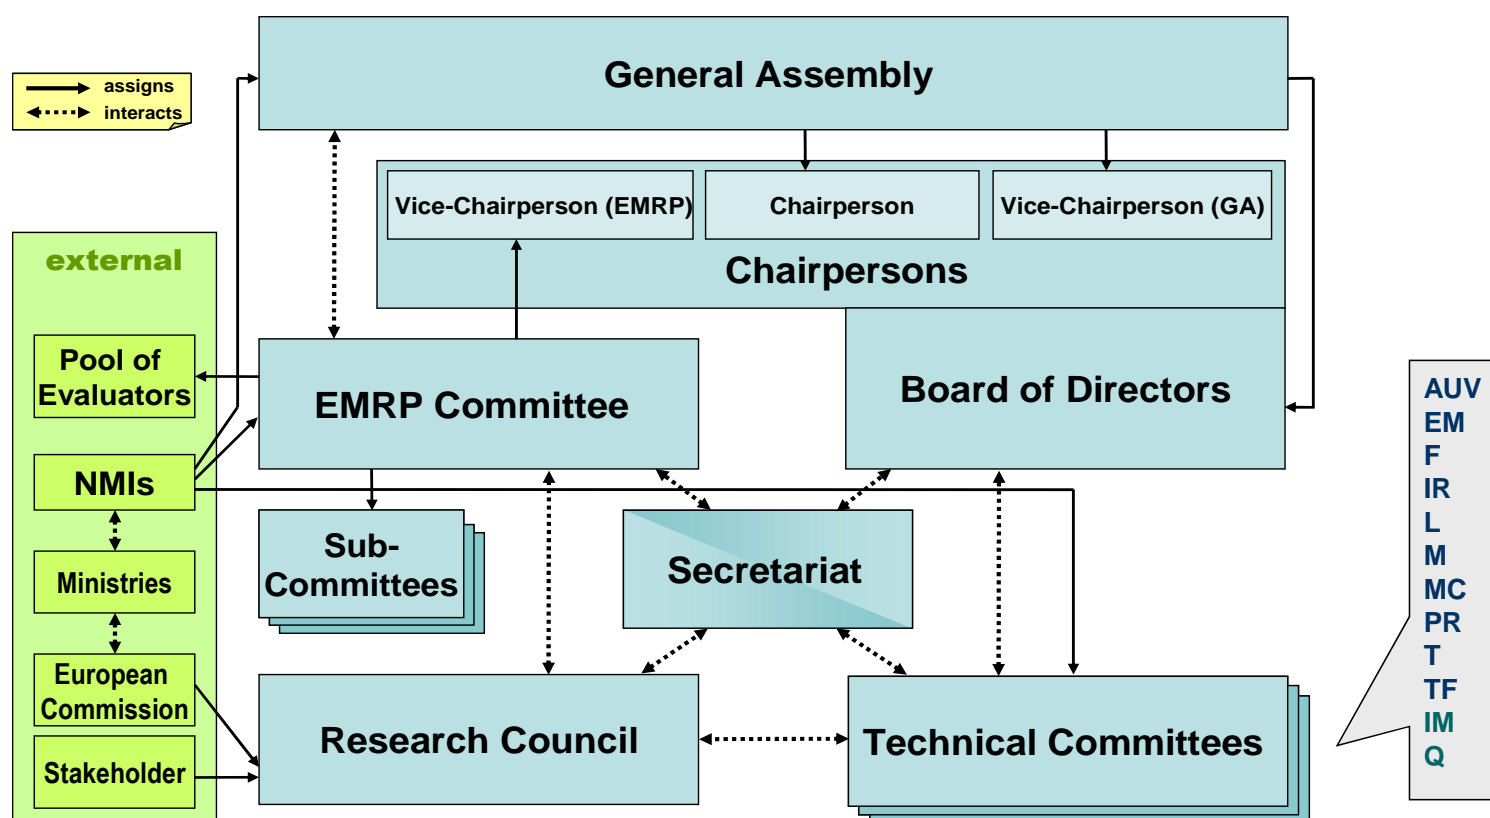 General Assembly
assigns
interacts
Vice-Chairperson (EMRP)
Chairperson
Vice-Chairperson (GA)
Chairpersons
external
Pool of
Evaluators
NMIs
Ministries
European
Commission
Stakeholder
EMRP Committee
Board of Directors
Sub-
Committees
Secretariat
Research Council
Technical Committees
AUV
EM
F
IR
L
M
MC
PR
T
TF
IM
Q